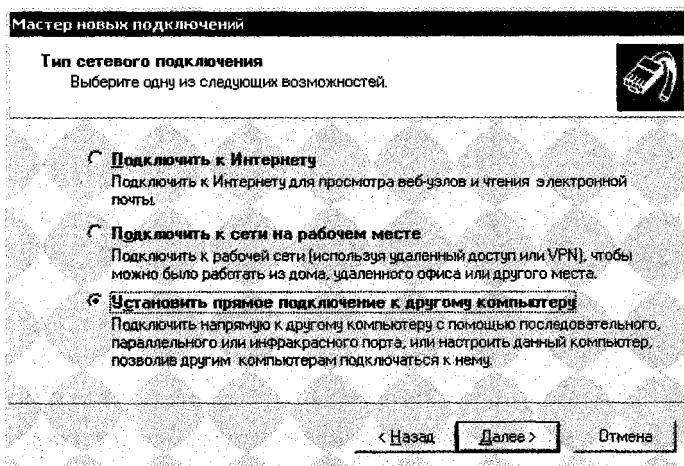 Мастер новых подключений
Тип сетевого подключения
Выберите одну из следующих возможностей.
Подключить к Интернету
Подключить к Интернету для просмотра веб-узлов и чтения электронной
почты.
Подключить к сети на рабочем месте
Подключить к рабочей сети (используя удаленный доступ или VPN), чтобы
можно было работать из дома, удаленного офиса или другого места.
Установить прямое подключение к другому компьютеру
Подключить напрямую к другому компьютеру с помощью последовательного,
параллельного или инфракрасного порта, или настроить данный компьютер,
позволив другим компьютерам подключаться к нему.
< Назад Далее > Отмена